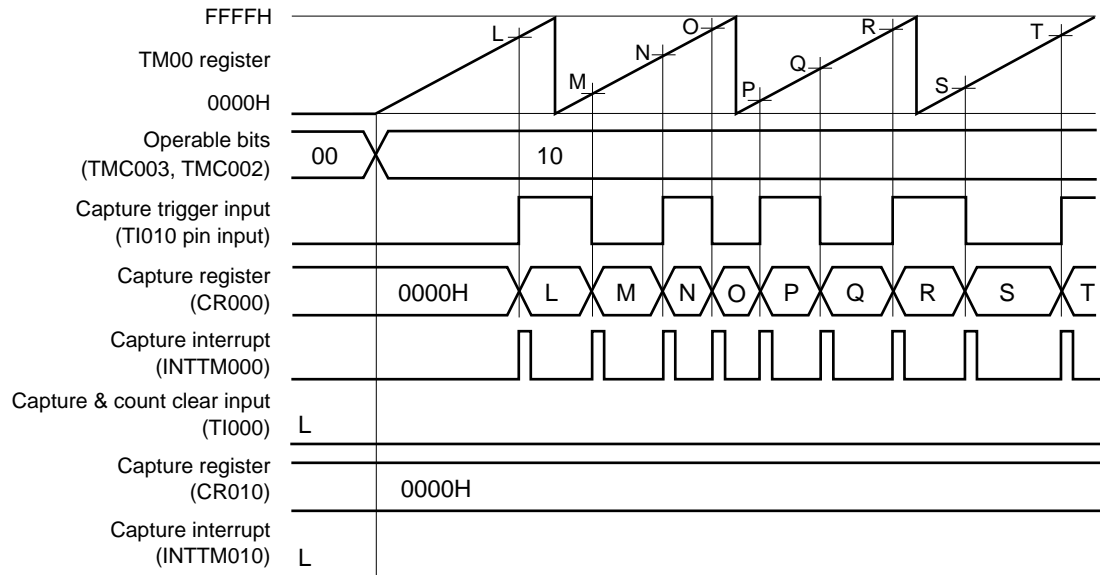 FFFFH
TM00 register
0000H
L M N O P Q R S T
Operable bits
(TMC003, TMC002)
00 10
Capture trigger input
(TI010 pin input)
Capture register
(CR000)
0000H L M N O P Q R S T
Capture interrupt
(INTTM000)
Capture & count clear input
(TI000)
L
Capture register
(CR010)
0000H
Capture interrupt
(INTTM010)
L